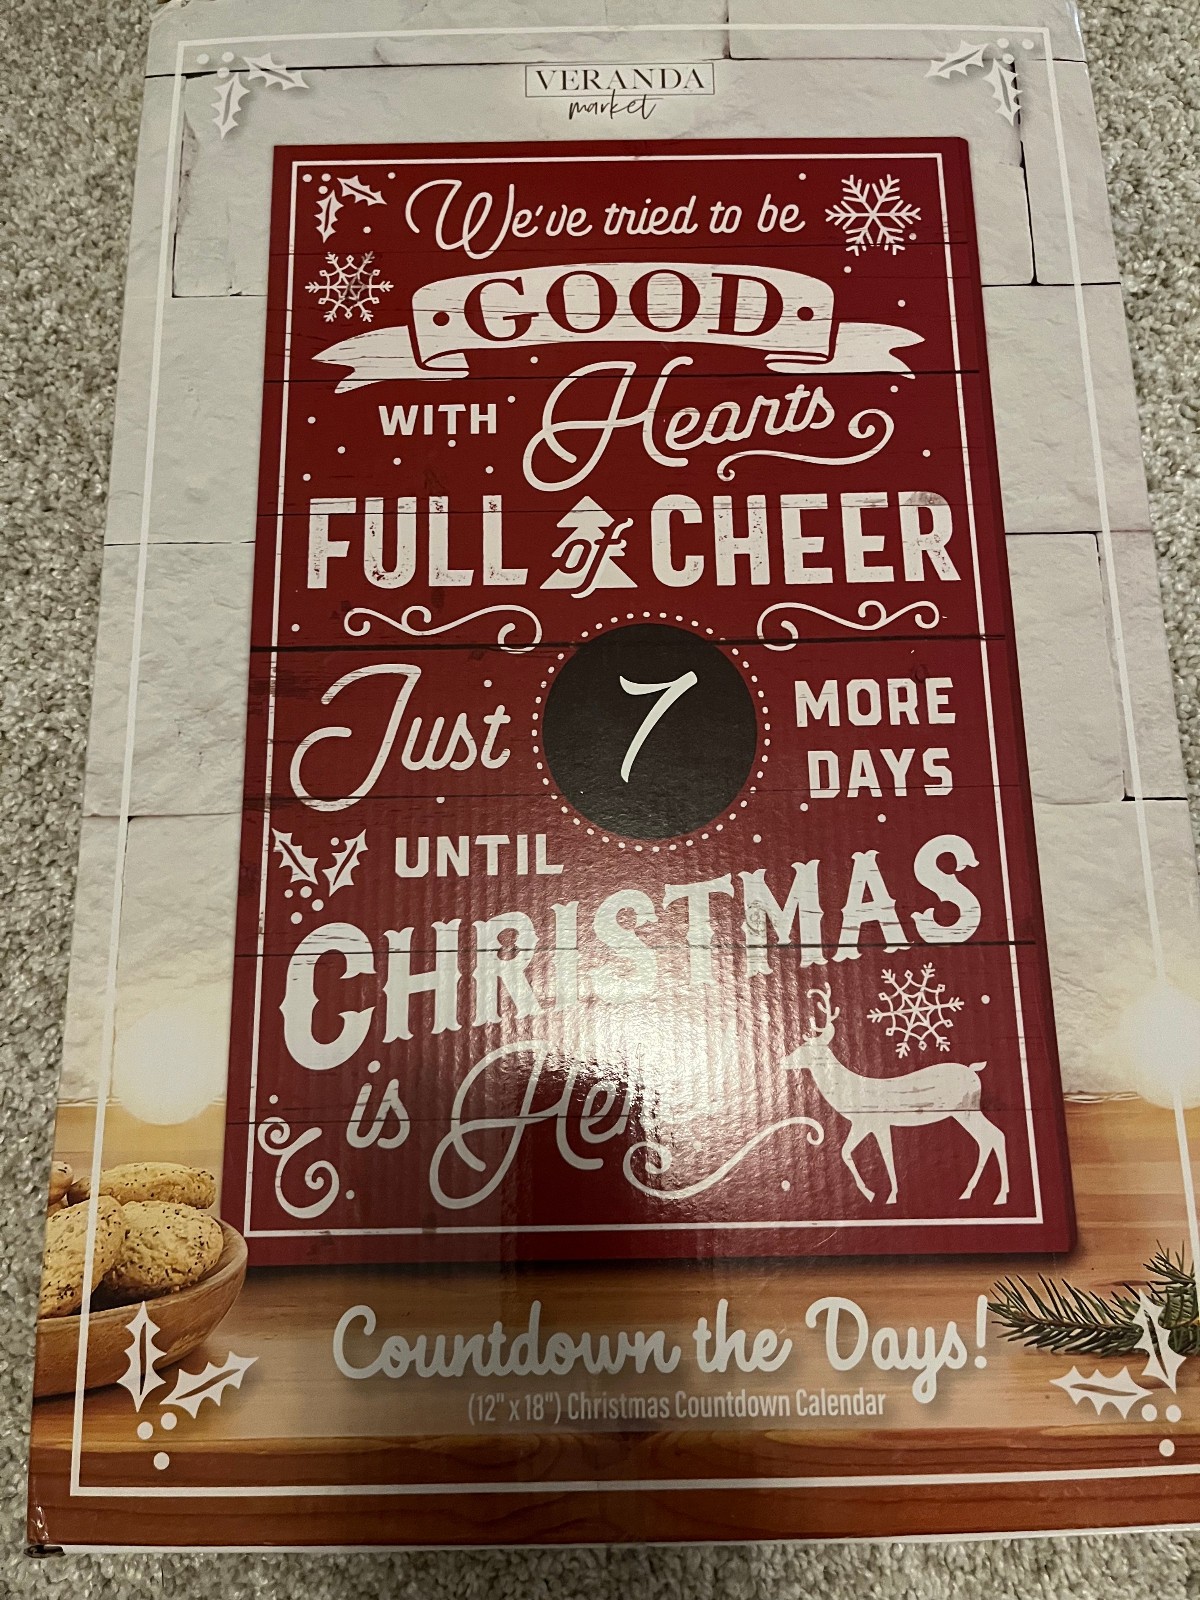 VERANDA
market
We've tried to be
GOOD
WITH Hearts
FULL of CHEER
Just 7 MORE
DAYS
UNTIL
CHRISTMAS
is
Countdown the Days!
(12" x 18") Christmas Countdown Calendar